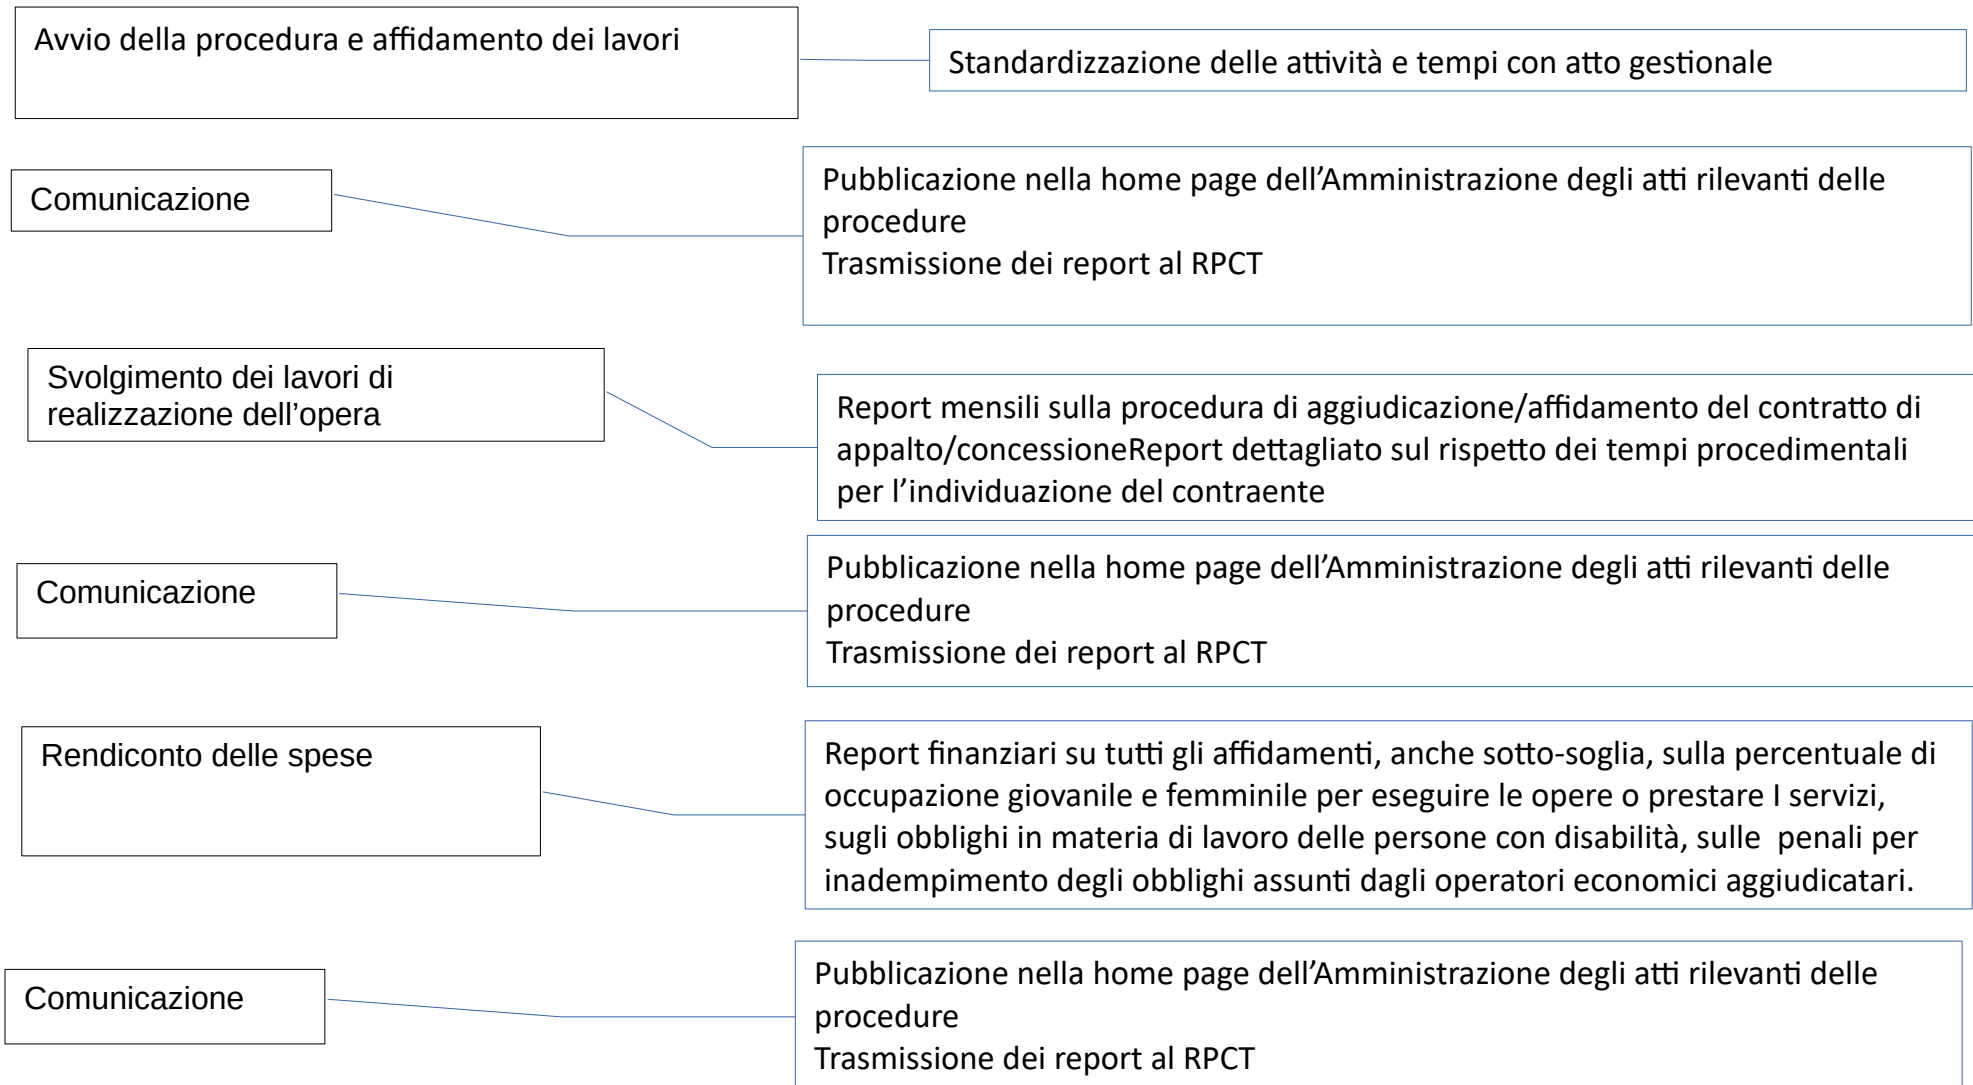 Avvio della procedura e affidamento dei lavori
Standardizzazione delle attività e tempi con atto gestionale
Comunicazione
Pubblicazione nella home page dell’Amministrazione degli atti rilevanti delle
procedure
Trasmissione dei report al RPCT
Svolgimento dei lavori di
realizzazione dell’opera
Report mensili sulla procedura di aggiudicazione/affidamento del contratto di
appalto/concessioneReport dettagliato sul rispetto dei tempi procedimentali
per l’individuazione del contraente
Comunicazione
Pubblicazione nella home page dell’Amministrazione degli atti rilevanti delle
procedure
Trasmissione dei report al RPCT
Rendiconto delle spese
Report finanziari su tutti gli affidamenti, anche sotto-soglia, sulla percentuale di
occupazione giovanile e femminile per eseguire le opere o prestare I servizi,
sugli obblighi in materia di lavoro delle persone con disabilità, sulle  penali per
inadempimento degli obblighi assunti dagli operatori economici aggiudicatari.
Comunicazione
Pubblicazione nella home page dell’Amministrazione degli atti rilevanti delle
procedure
Trasmissione dei report al RPCT